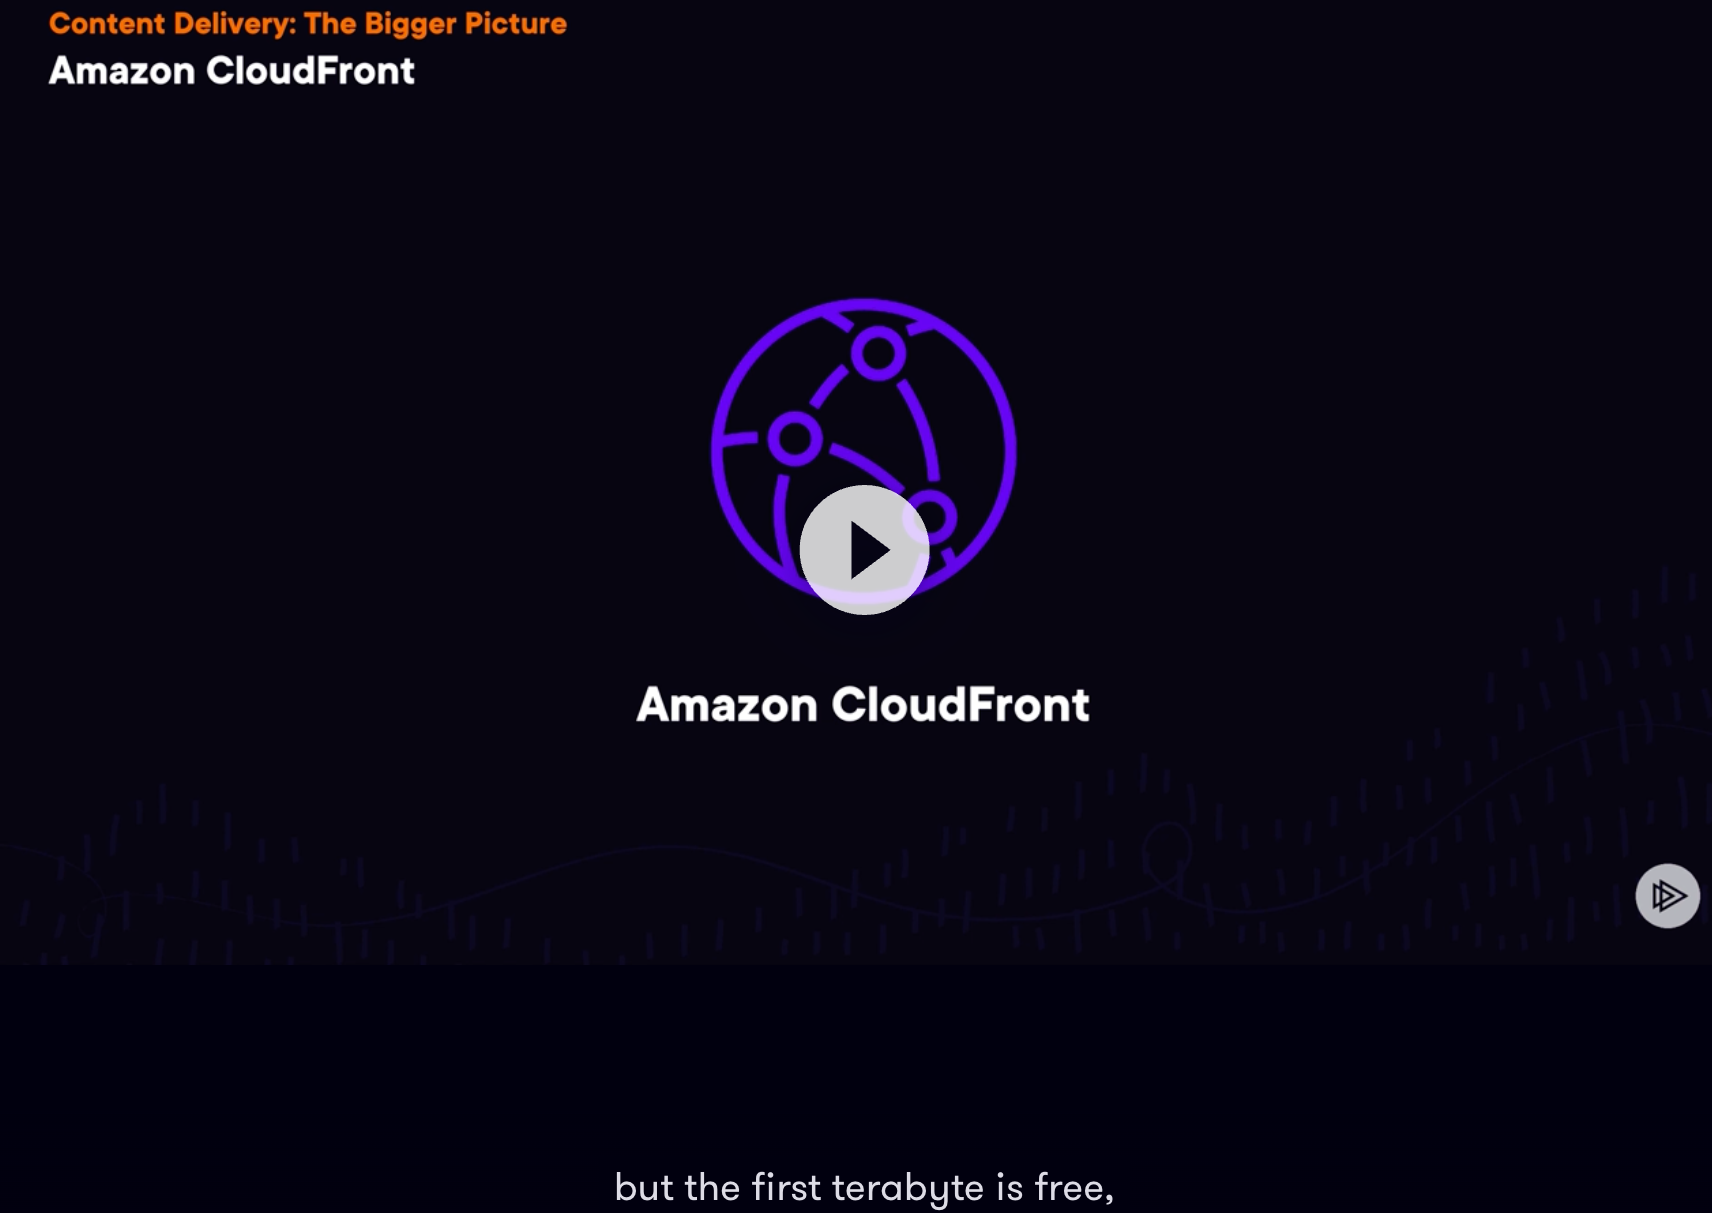 Content Delivery: The Bigger Picture
Amazon CloudFront
Amazon CloudFront
but the first terabyte is free,